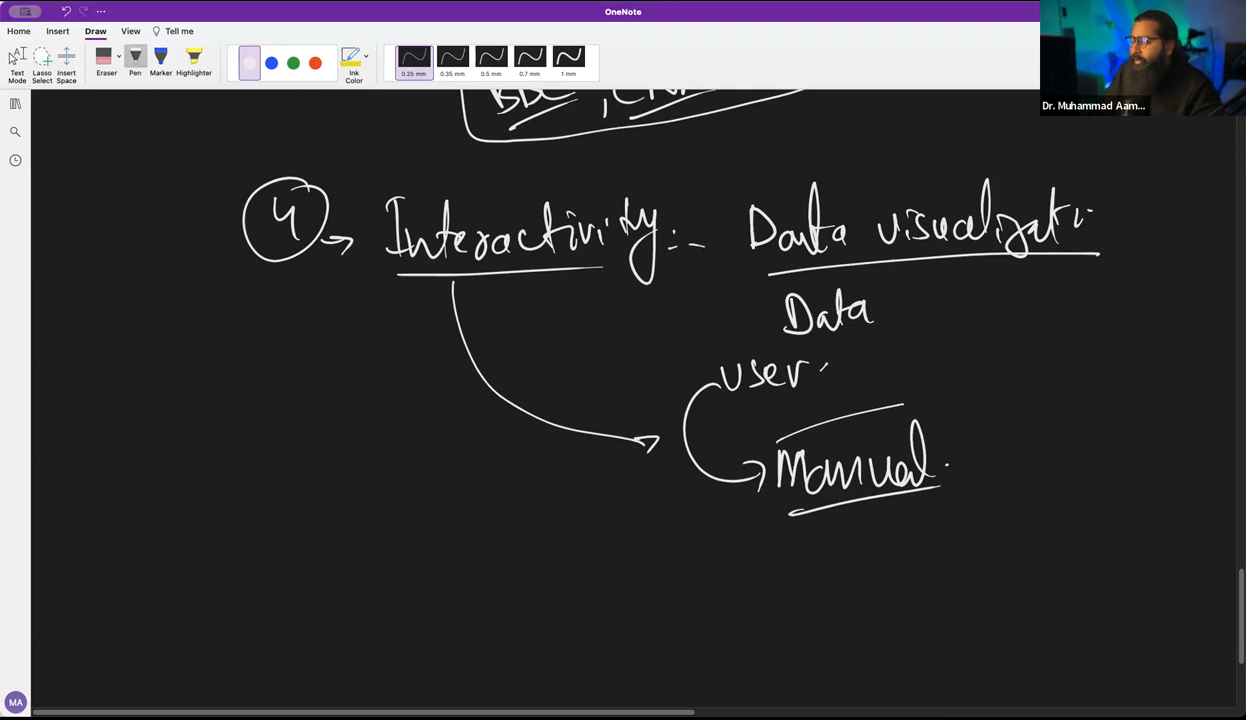 OneNote
Home Insert Draw View Tell me
Text Mode
Lasso Select
Insert Space
Eraser
Pen
Marker
Highlighter
Ink Color
0.25 mm
0.35 mm
0.5 mm
0.7 mm
1 mm
Dr. Muhammad Aam...
BBC,
4 → Interactivity :- Data visualizati
Data
user
Manual.
MA